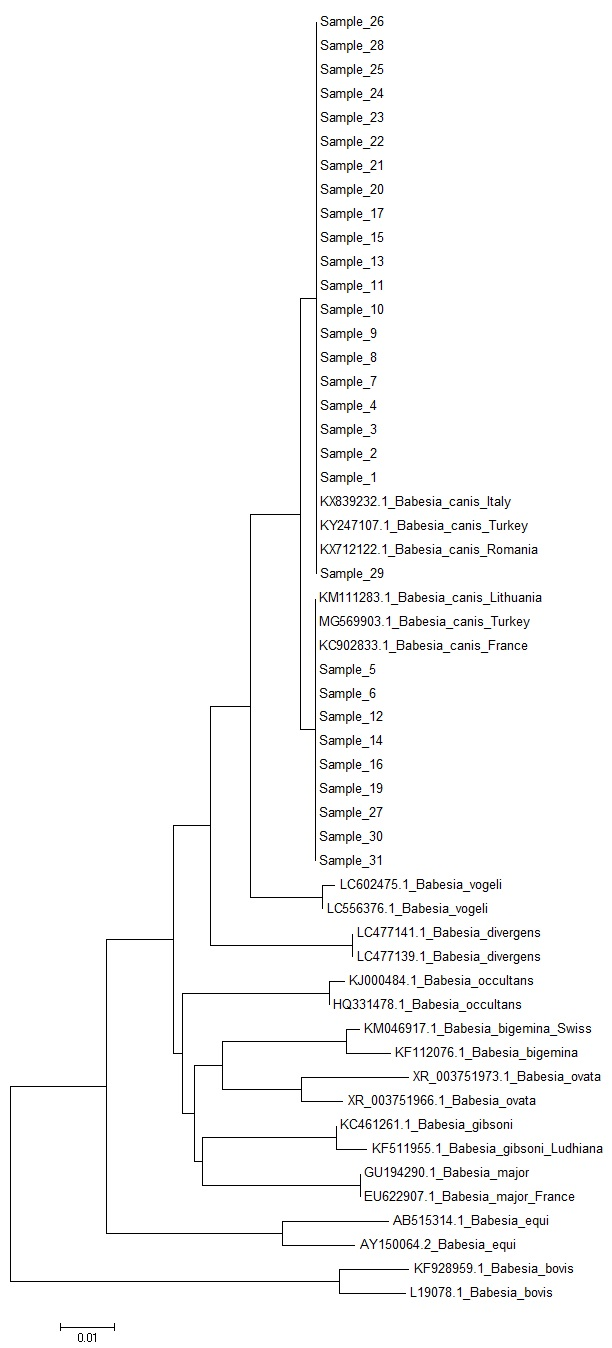 Sample_26
Sample_28
Sample_25
Sample_24
Sample_23
Sample_22
Sample_21
Sample_20
Sample_17
Sample_15
Sample_13
Sample_11
Sample_10
Sample_9
Sample_8
Sample_7
Sample_4
Sample_3
Sample_2
Sample_1
KX839232.1_Babesia_canis_Italy
KY247107.1_Babesia_canis_Turkey
KX712122.1_Babesia_canis_Romania
Sample_29
KM111283.1_Babesia_canis_Lithuania
MG569903.1_Babesia_canis_Turkey
KC902833.1_Babesia_canis_France
Sample_5
Sample_6
Sample_12
Sample_14
Sample_16
Sample_19
Sample_27
Sample_30
Sample_31
LC602475.1_Babesia_vogeli
LC556376.1_Babesia_vogeli
LC477141.1_Babesia_divergens
LC477139.1_Babesia_divergens
KJ000484.1_Babesia_occultans
HQ331478.1_Babesia_occultans
KM046917.1_Babesia_bigemina_Swiss
KF112076.1_Babesia_bigemina
XR_003751973.1_Babesia_ovata
XR_003751966.1_Babesia_ovata
KC461261.1_Babesia_gibsoni
KF511955.1_Babesia_gibsoni_Ludhiana
GU194290.1_Babesia_major
EU622907.1_Babesia_major_France
AB515314.1_Babesia_equi
AY150064.2_Babesia_equi
KF928959.1_Babesia_bovis
L19078.1_Babesia_bovis
0.01